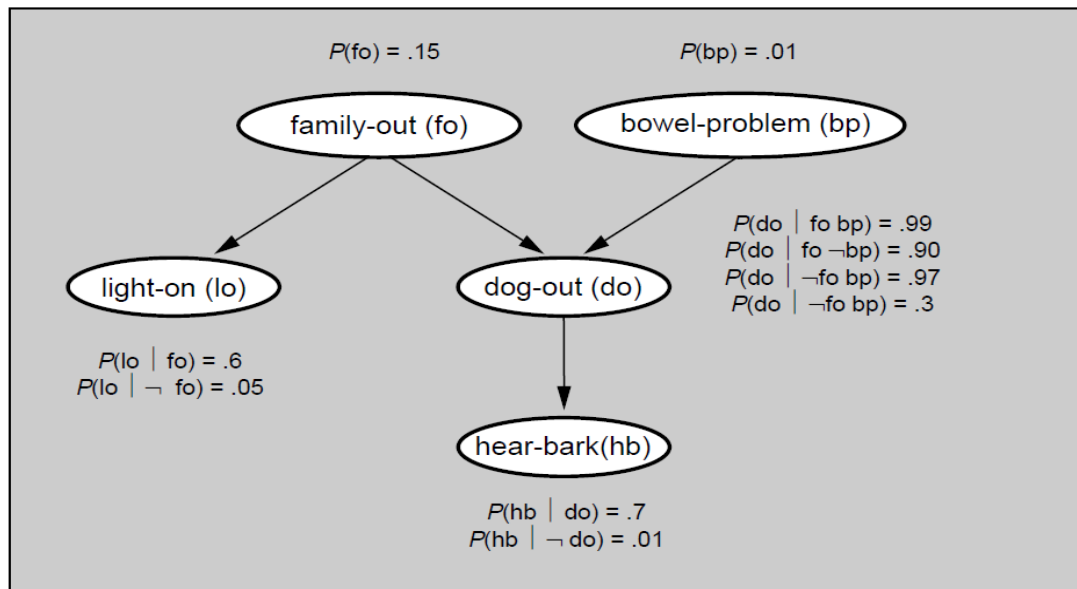 P(fo) = .15
P(bp) = .01
family-out (fo)
bowel-problem (bp)
light-on (lo)
dog-out (do)
P(do | fo bp) = .99
P(do | fo ¬bp) = .90
P(do | ¬fo bp) = .97
P(do | ¬fo bp) = .3
P(lo | fo) = .6
P(lo | ¬ fo) = .05
hear-bark(hb)
P(hb | do) = .7
P(hb | ¬ do) = .01